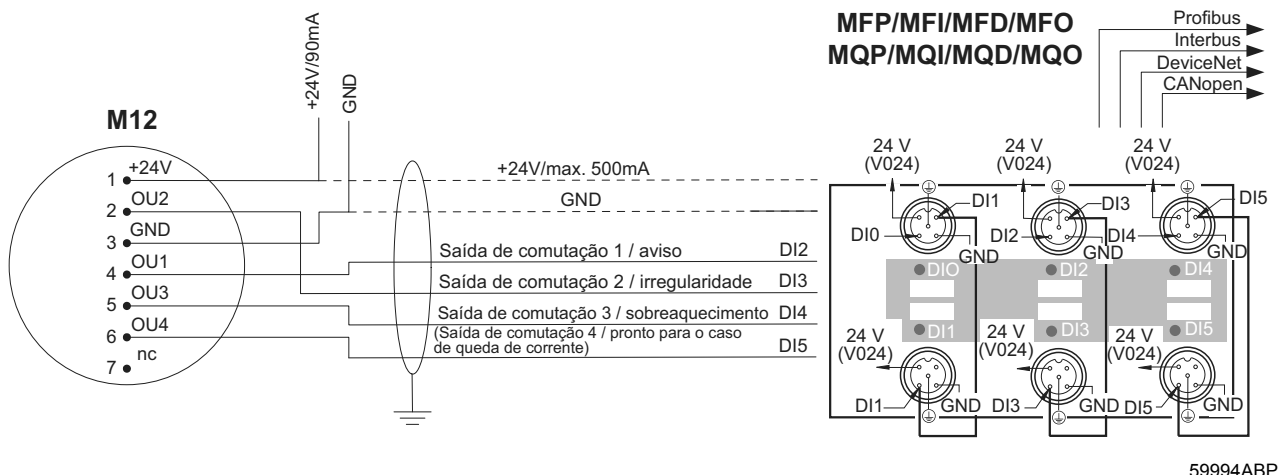 MFP/MFI/MFD/MFO
MQP/MQI/MQD/MQO
Profibus
Interbus
DeviceNet
CANopen
+24V/90mA
GND
M12
1 +24V
2 OU2
3 GND
4 OU1
5 OU3
6 OU4
7 nc
+24V/max. 500mA
GND
Saída de comutação 1 / aviso DI2
Saída de comutação 2 / irregularidade DI3
Saída de comutação 3 / sobreaquecimento DI4
(Saída de comutação 4 / pronto para o caso
de queda de corrente) DI5
24 V
(V024)
24 V
(V024)
24 V
(V024)
DI1
DI3
DI5
DI0
DI2
DI4
GND
GND
GND
DIO
DI2
DI4
DI1
DI3
DI5
24 V
(V024)
24 V
(V024)
24 V
(V024)
DI1
GND
DI3
GND
DI5
GND
59994ABP